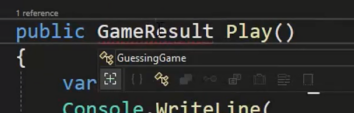 1 reference
public GameResult Play()
{
GuessingGame
var
Console.WriteLine(